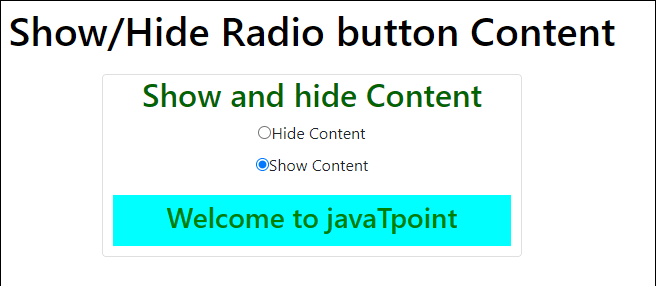 Show/Hide Radio button Content
Show and hide Content
Hide Content
Show Content
Welcome to javaTpoint